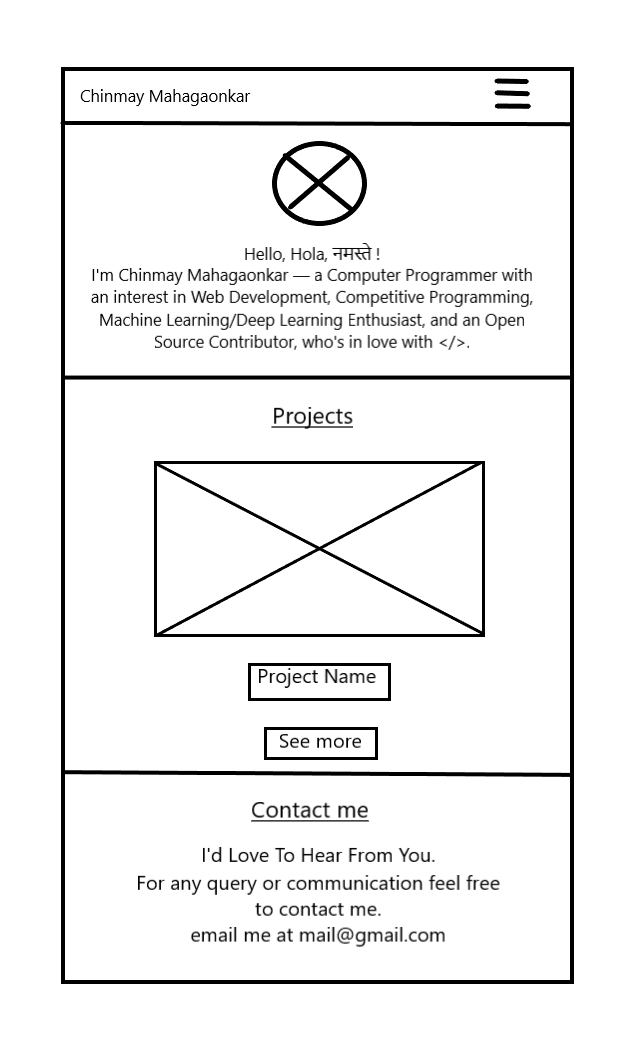 Chinmay Mahagaonkar
Hello, Hola, नमस्ते !
I'm Chinmay Mahagaonkar — a Computer Programmer with
an interest in Web Development, Competitive Programming,
Machine Learning/Deep Learning Enthusiast, and an Open
Source Contributor, who's in love with </>.
Projects
Project Name
See more
Contact me
I'd Love To Hear From You.
For any query or communication feel free
to contact me.
email me at mail@gmail.com